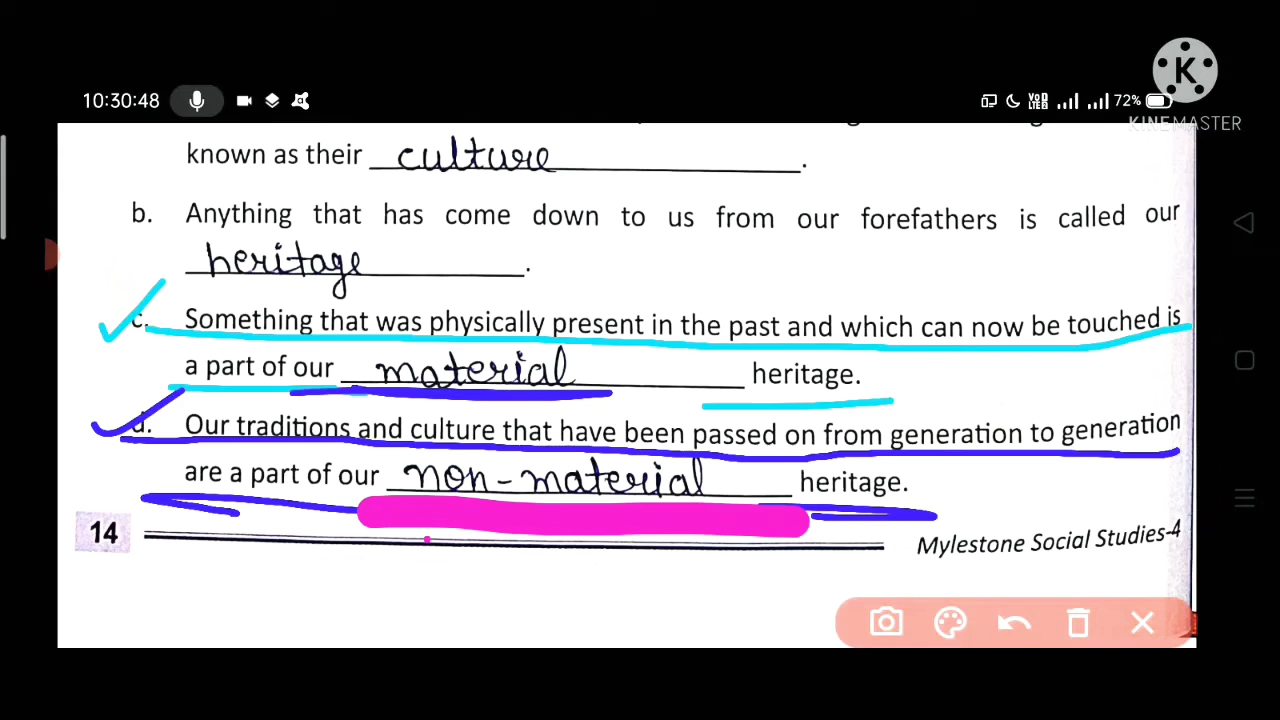 10:30:48
72%
KINEMASTER
known as their culture.
b. Anything that has come down to us from our forefathers is called our
heritage.
c. Something that was physically present in the past and which can now be touched is
a part of our material heritage.
d. Our traditions and culture that have been passed on from generation to generation
are a part of our non-material heritage.
14 Mylestone Social Studies-4